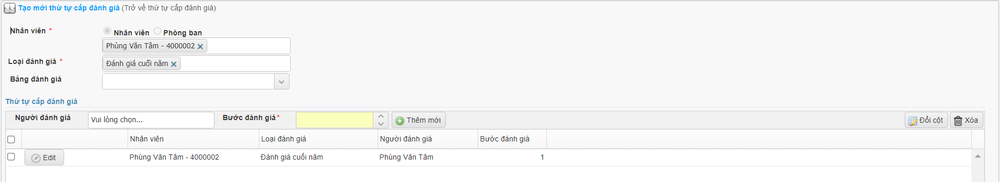 Tạo mới thứ tự cấp đánh giá (Trở về thứ tự cấp đánh giá)
Nhân viên *
Nhân viên Phòng ban
Phùng Văn Tâm - 4000002
Loại đánh giá * Đánh giá cuối năm
Bảng đánh giá
Thứ tự cấp đánh giá
Người đánh giá Vui lòng chọn... Bước đánh giá* Thêm mới Đổi cột Xóa
Nhân viên Loại đánh giá Người đánh giá Bước đánh giá
Edit Phùng Văn Tâm - 4000002 Đánh giá cuối năm Phùng Văn Tâm 1